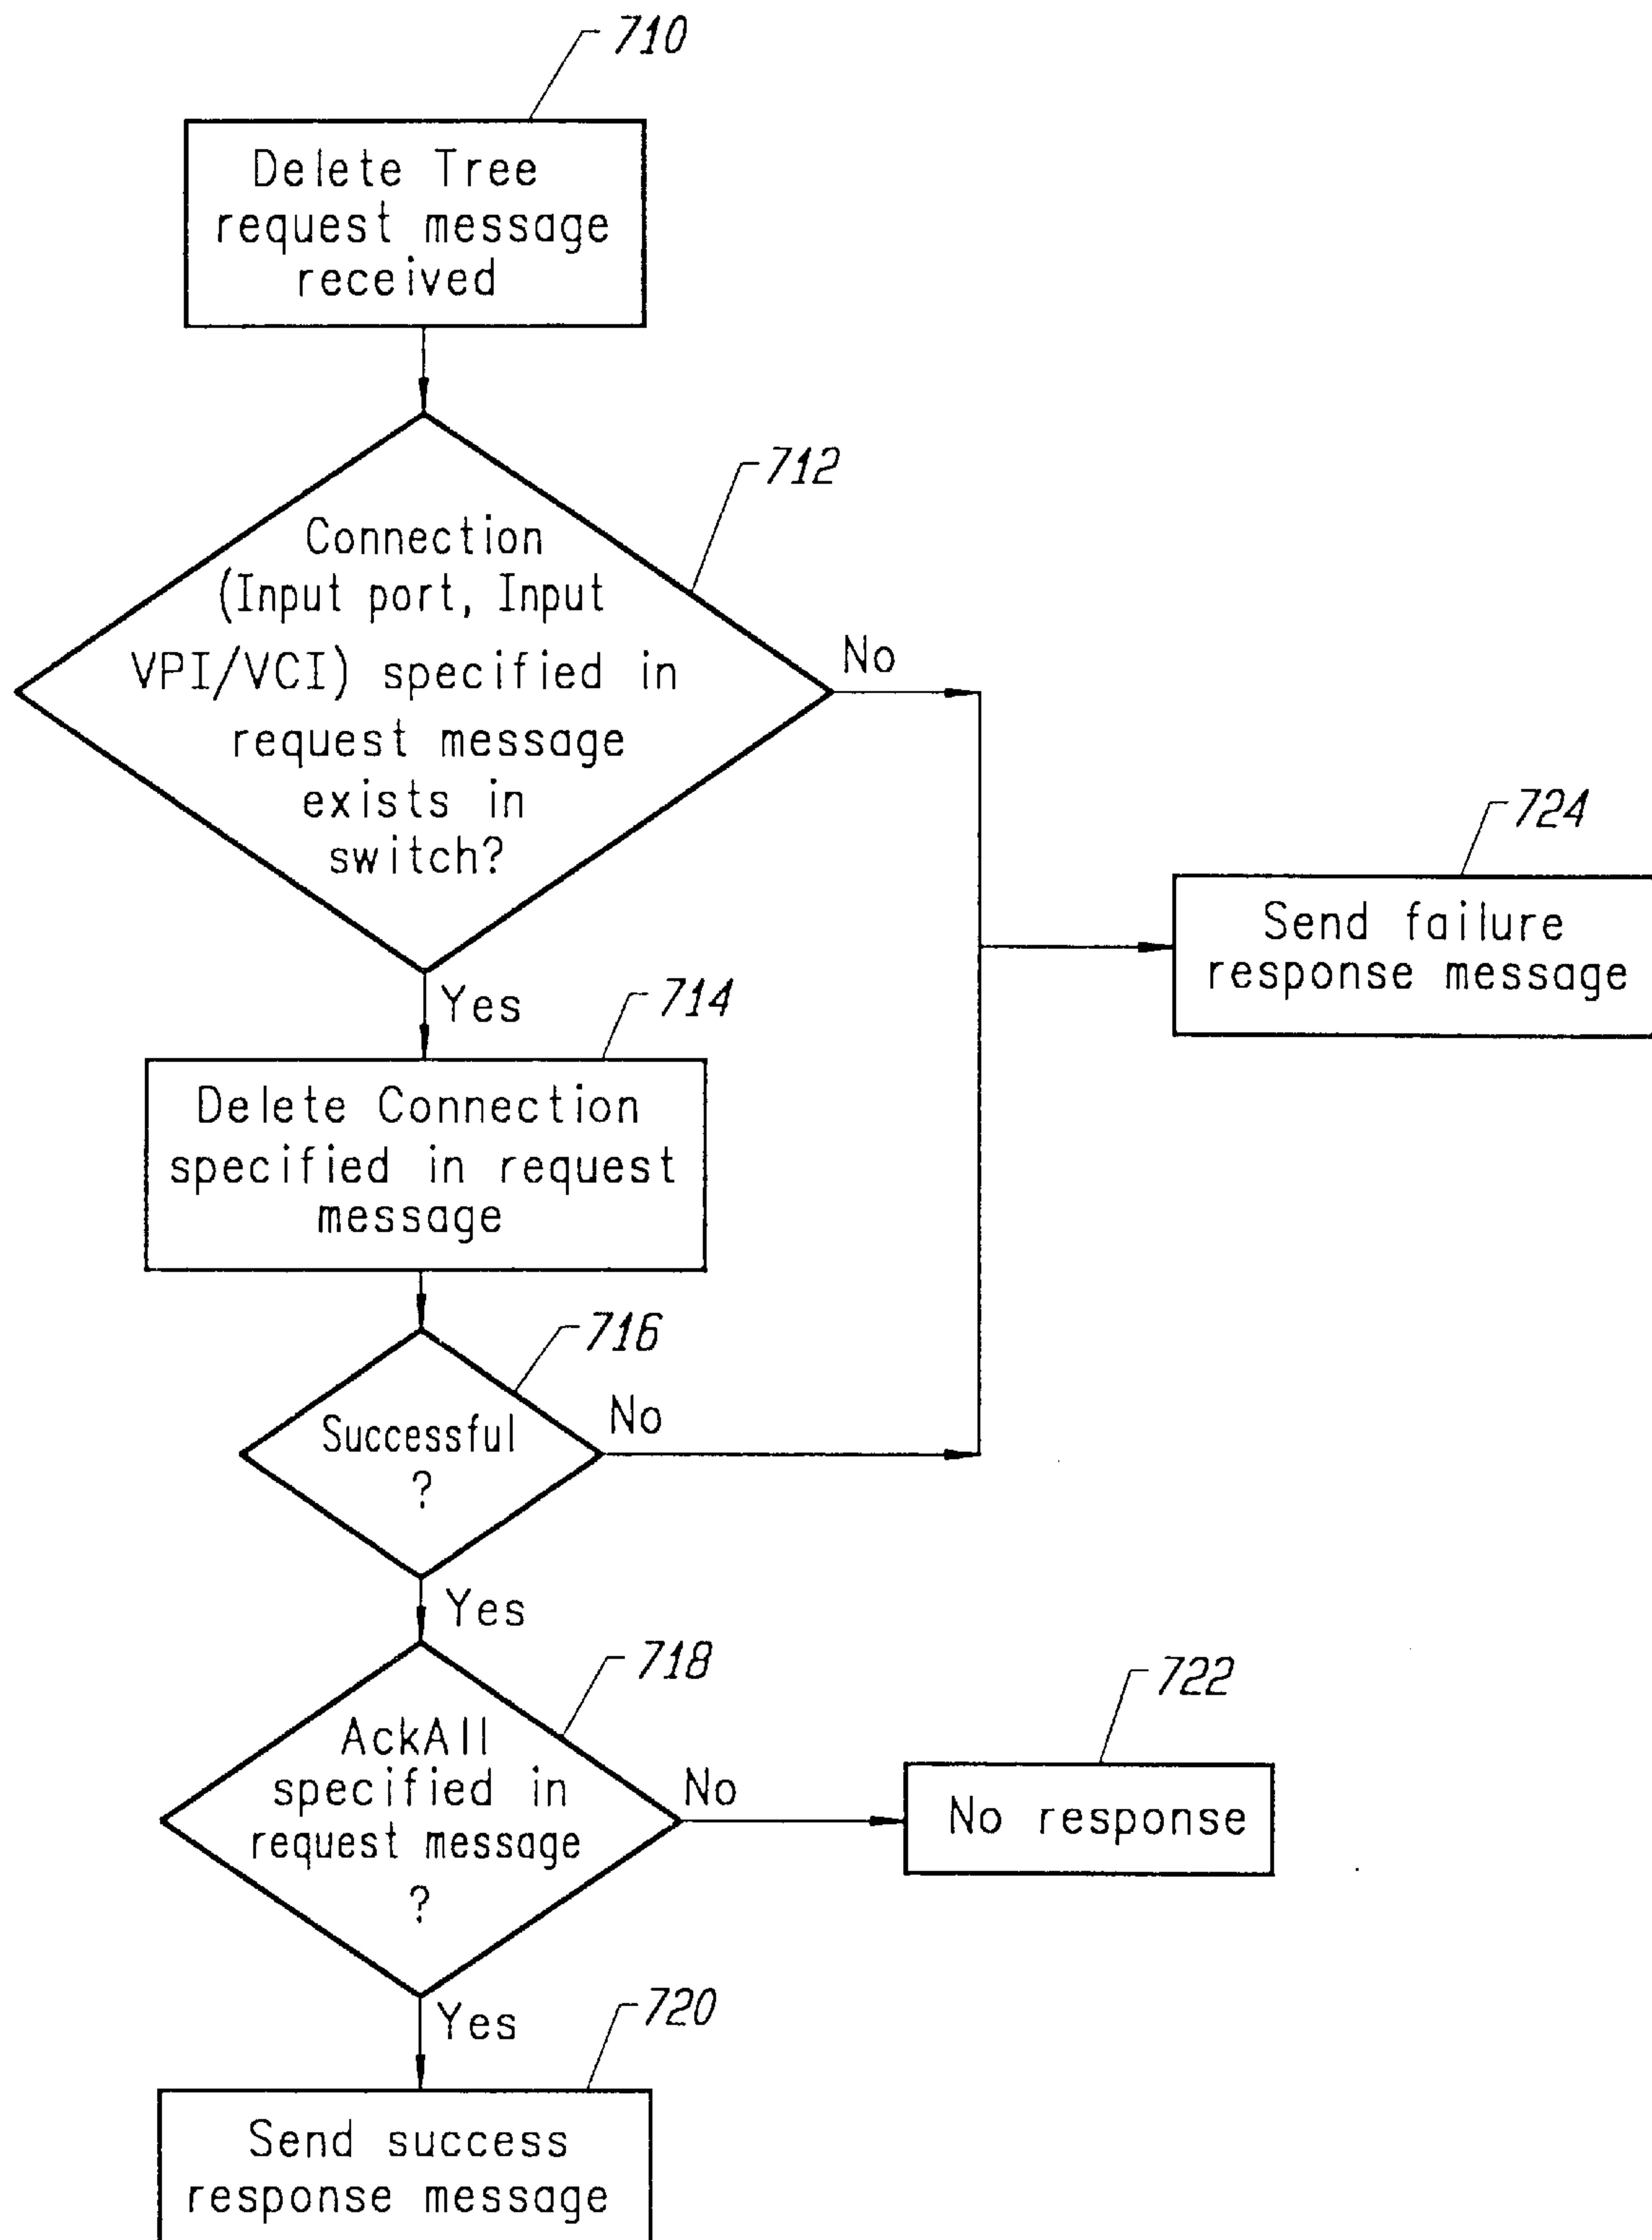 710
Delete Tree
request message
received
712
Connection
(Input port, Input
VPI/VCI) specified in
request message
exists in
switch?
No
724
Send failure
response message
Yes
714
Delete Connection
specified in request
message
716
Successful
?
No
Yes
718
AckAll
specified in
request message
?
No
722
No response
Yes
720
Send success
response message